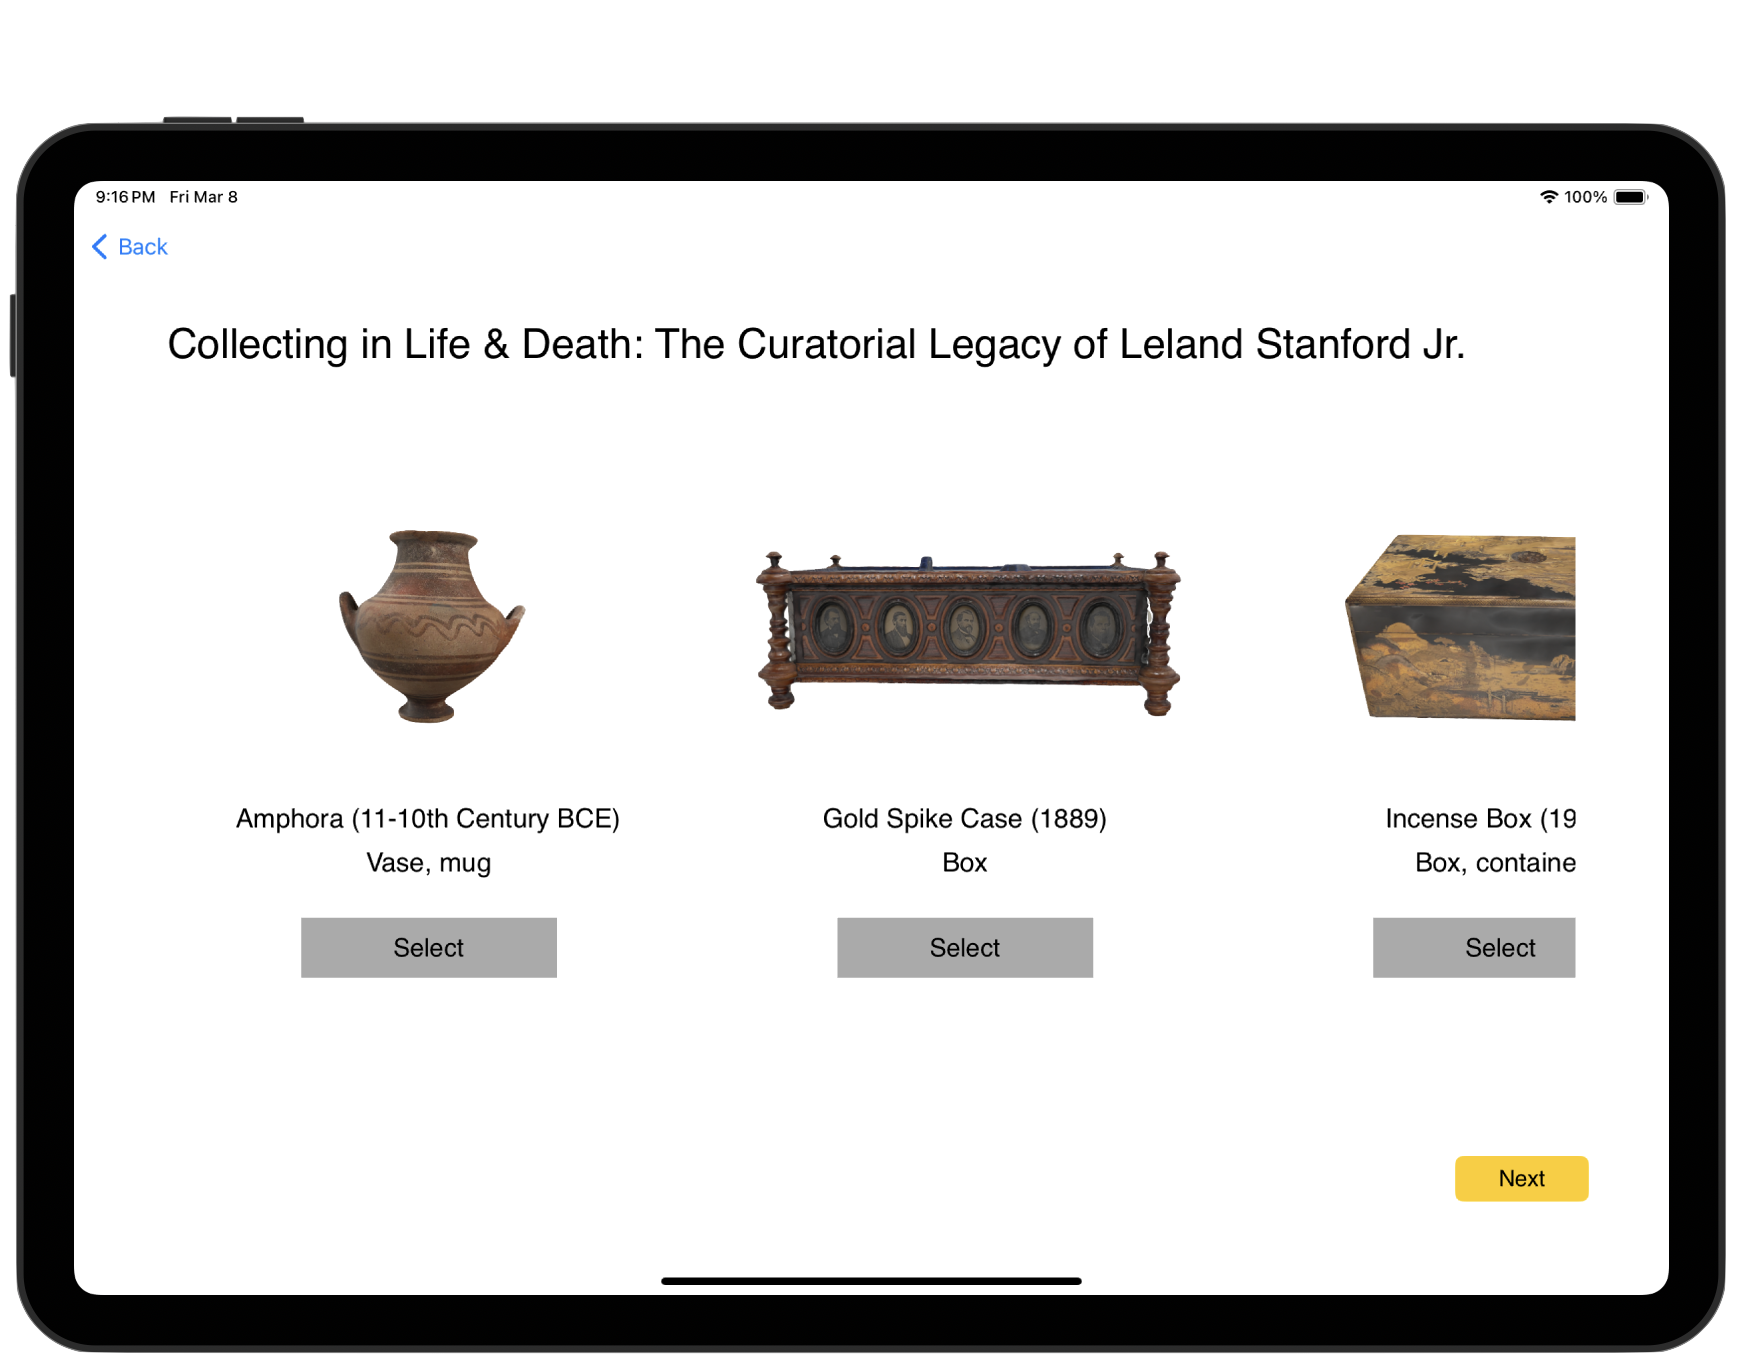 9:16 PM Fri Mar 8
100%
Back
Collecting in Life & Death: The Curatorial Legacy of Leland Stanford Jr.
Amphora (11-10th Century BCE)
Vase, mug
Select
Gold Spike Case (1889)
Box
Select
Incense Box (19
Box, containe
Select
Next